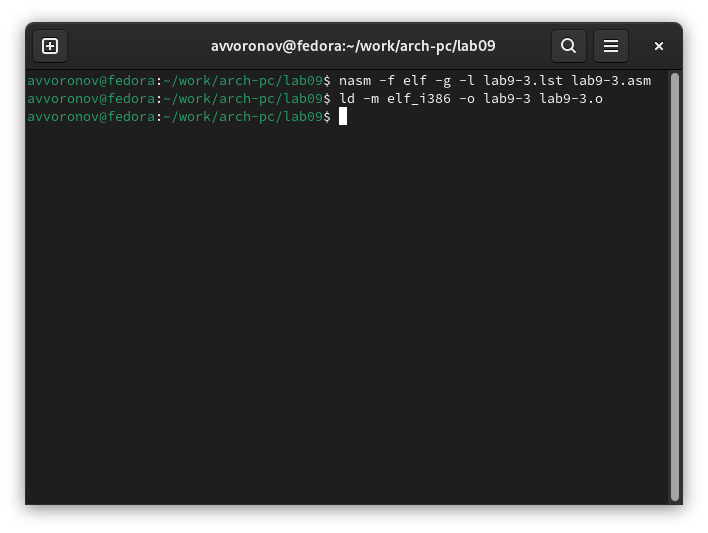 avvoronov@fedora:~/work/arch-pc/lab09
avvoronov@fedora:~/work/arch-pc/lab09$ nasm -f elf -g -l lab9-3.lst lab9-3.asm
avvoronov@fedora:~/work/arch-pc/lab09$ ld -m elf_i386 -o lab9-3 lab9-3.o
avvoronov@fedora:~/work/arch-pc/lab09$